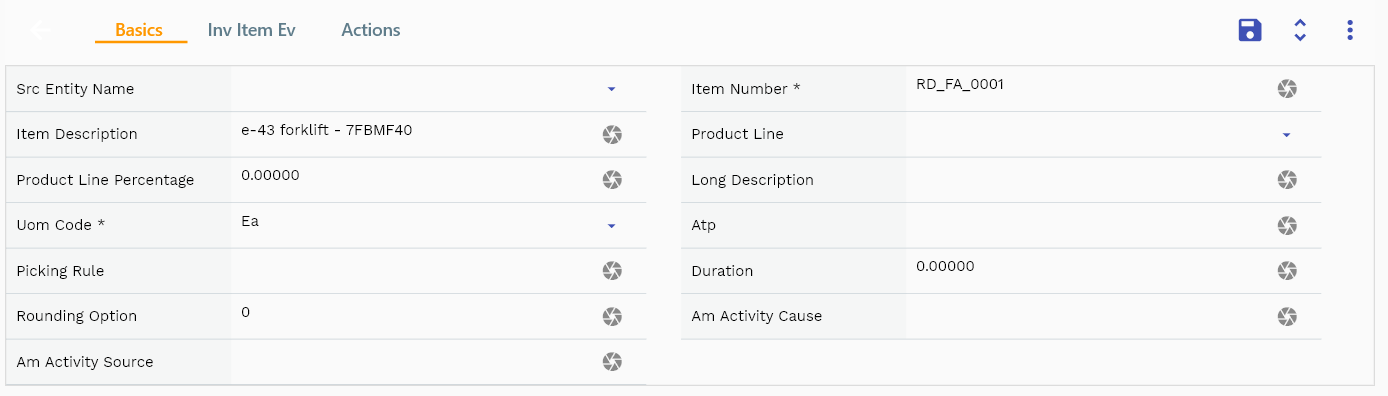 Basics Inv Item Ev Actions
Src Entity Name
Item Number * RD_FA_0001
Item Description e-43 forklift - 7FBMF40
Product Line
Product Line Percentage 0.00000
Long Description
Uom Code * Ea
Atp
Picking Rule
Duration 0.00000
Rounding Option 0
Am Activity Cause
Am Activity Source